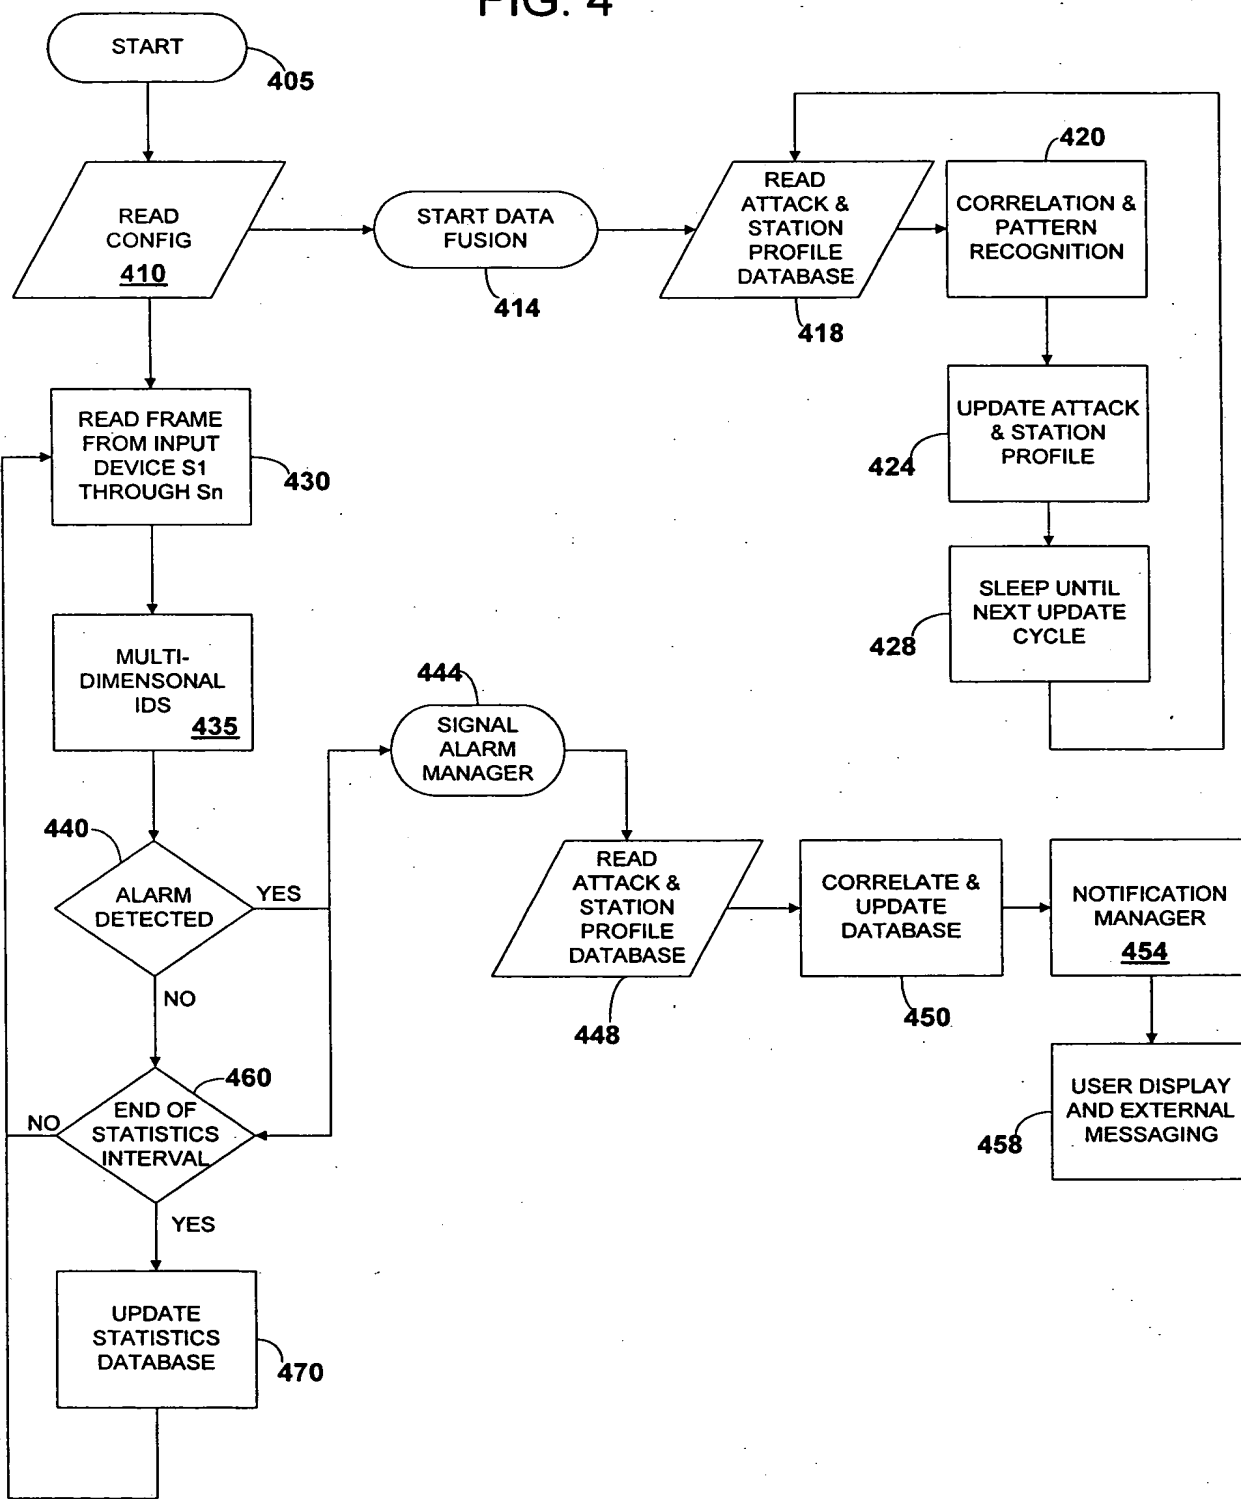 FIG. 4
START
405
READ
CONFIG
410
START DATA
FUSION
414
READ
ATTACK &
STATION
PROFILE
DATABASE
418
420
CORRELATION &
PATTERN
RECOGNITION
UPDATE ATTACK
& STATION
PROFILE
424
SLEEP UNTIL
NEXT UPDATE
CYCLE
428
READ FRAME
FROM INPUT
DEVICE S1
THROUGH Sn
430
MULTI-
DIMENSONAL
IDS
435
440
ALARM
DETECTED
YES
NO
444
SIGNAL
ALARM
MANAGER
READ
ATTACK &
STATION
PROFILE
DATABASE
448
CORRELATE &
UPDATE
DATABASE
450
NOTIFICATION
MANAGER
454
USER DISPLAY
AND EXTERNAL
MESSAGING
458
460
END OF
STATISTICS
INTERVAL
NO
YES
UPDATE
STATISTICS
DATABASE
470